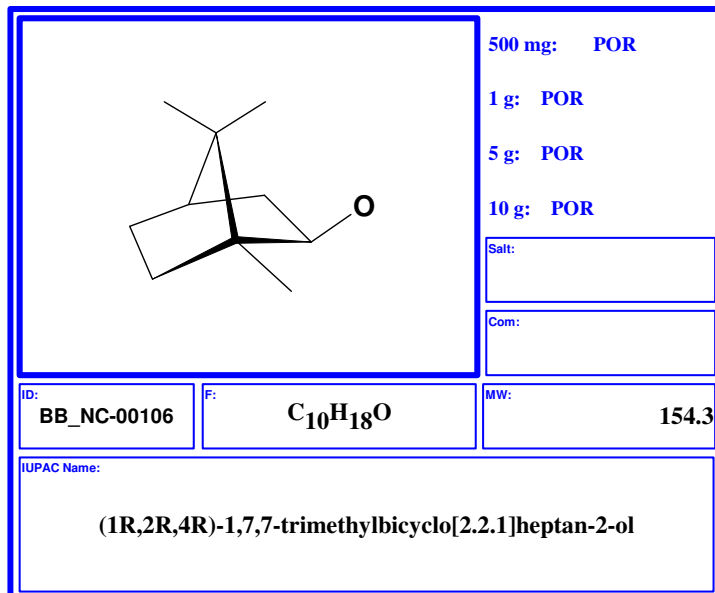 500 mg: POR
1 g: POR
5 g: POR
10 g: POR
O
Salt:
Com:
ID:
BB_NC-00106
F:
C10H18O
MW:
154.3
IUPAC Name:
(1R,2R,4R)-1,7,7-trimethylbicyclo[2.2.1]heptan-2-ol